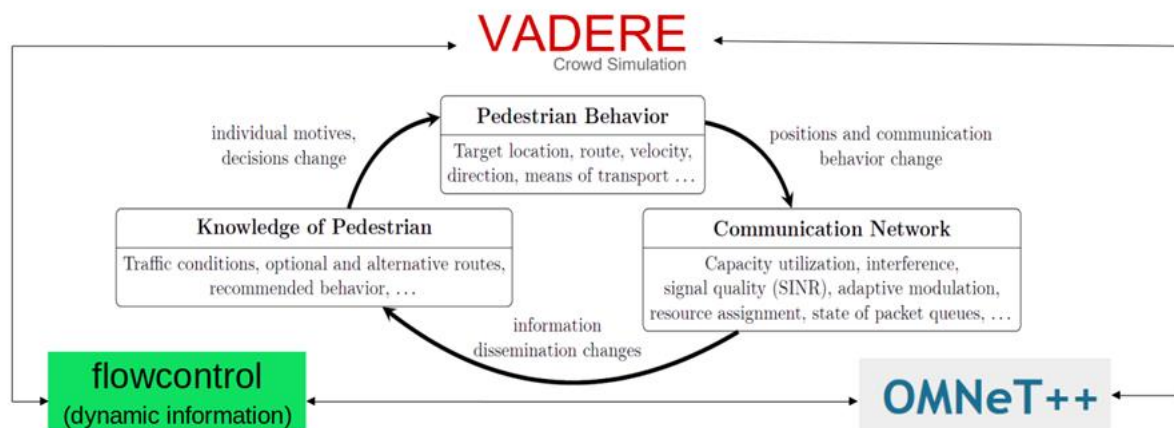 VADERE
Crowd Simulation
Pedestrian Behavior
Target location, route, velocity,
direction, means of transport ...
individual motives,
decisions change
positions and communication
behavior change
Knowledge of Pedestrian
Traffic conditions, optional and alternative routes,
recommended behavior, ...
Communication Network
Capacity utilization, interference,
signal quality (SINR), adaptive modulation,
resource assignment, state of packet queues, ...
information
dissemination changes
flowcontrol
(dynamic information)
OMNeT++